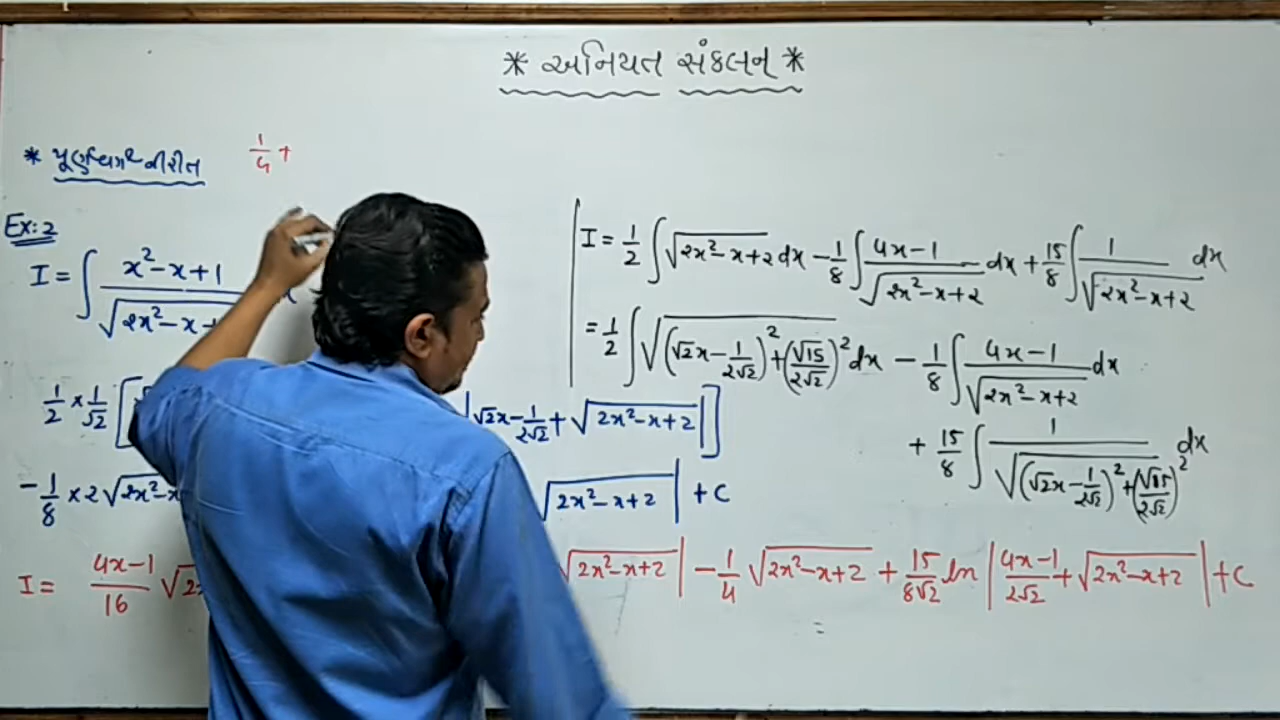 * અનિયત સંકલન *
* પૂર્ણવર્ગની રીત
1/4 +
Ex: 2
I = ∫ x² - x + 1 / √2x² - x +
1/2 × 1/√2 [
√2x - 1/2√2 + √2x² - x + 2 | ]
- 1/8 × 2 √2x² - x
√2x² - x + 2 | + C
I = 1/2 ∫ √2x² - x + 2 dx - 1/8 ∫ 4x - 1 / √2x² - x + 2 dx + 15/8 ∫ 1 / √2x² - x + 2 dx
= 1/2 ∫ √(√2x - 1/2√2)² + (√15/2√2)² dx - 1/8 ∫ 4x - 1 / √2x² - x + 2 dx
+ 15/8 ∫ 1 / √(√2x - 1/2√2)² + (√15/2√2)² dx
I = 4x - 1 / 16 √2x
√2x² - x + 2 | - 1/4 √2x² - x + 2 + 15/8√2 ln | 4x - 1 / 2√2 + √2x² - x + 2 | + C
=